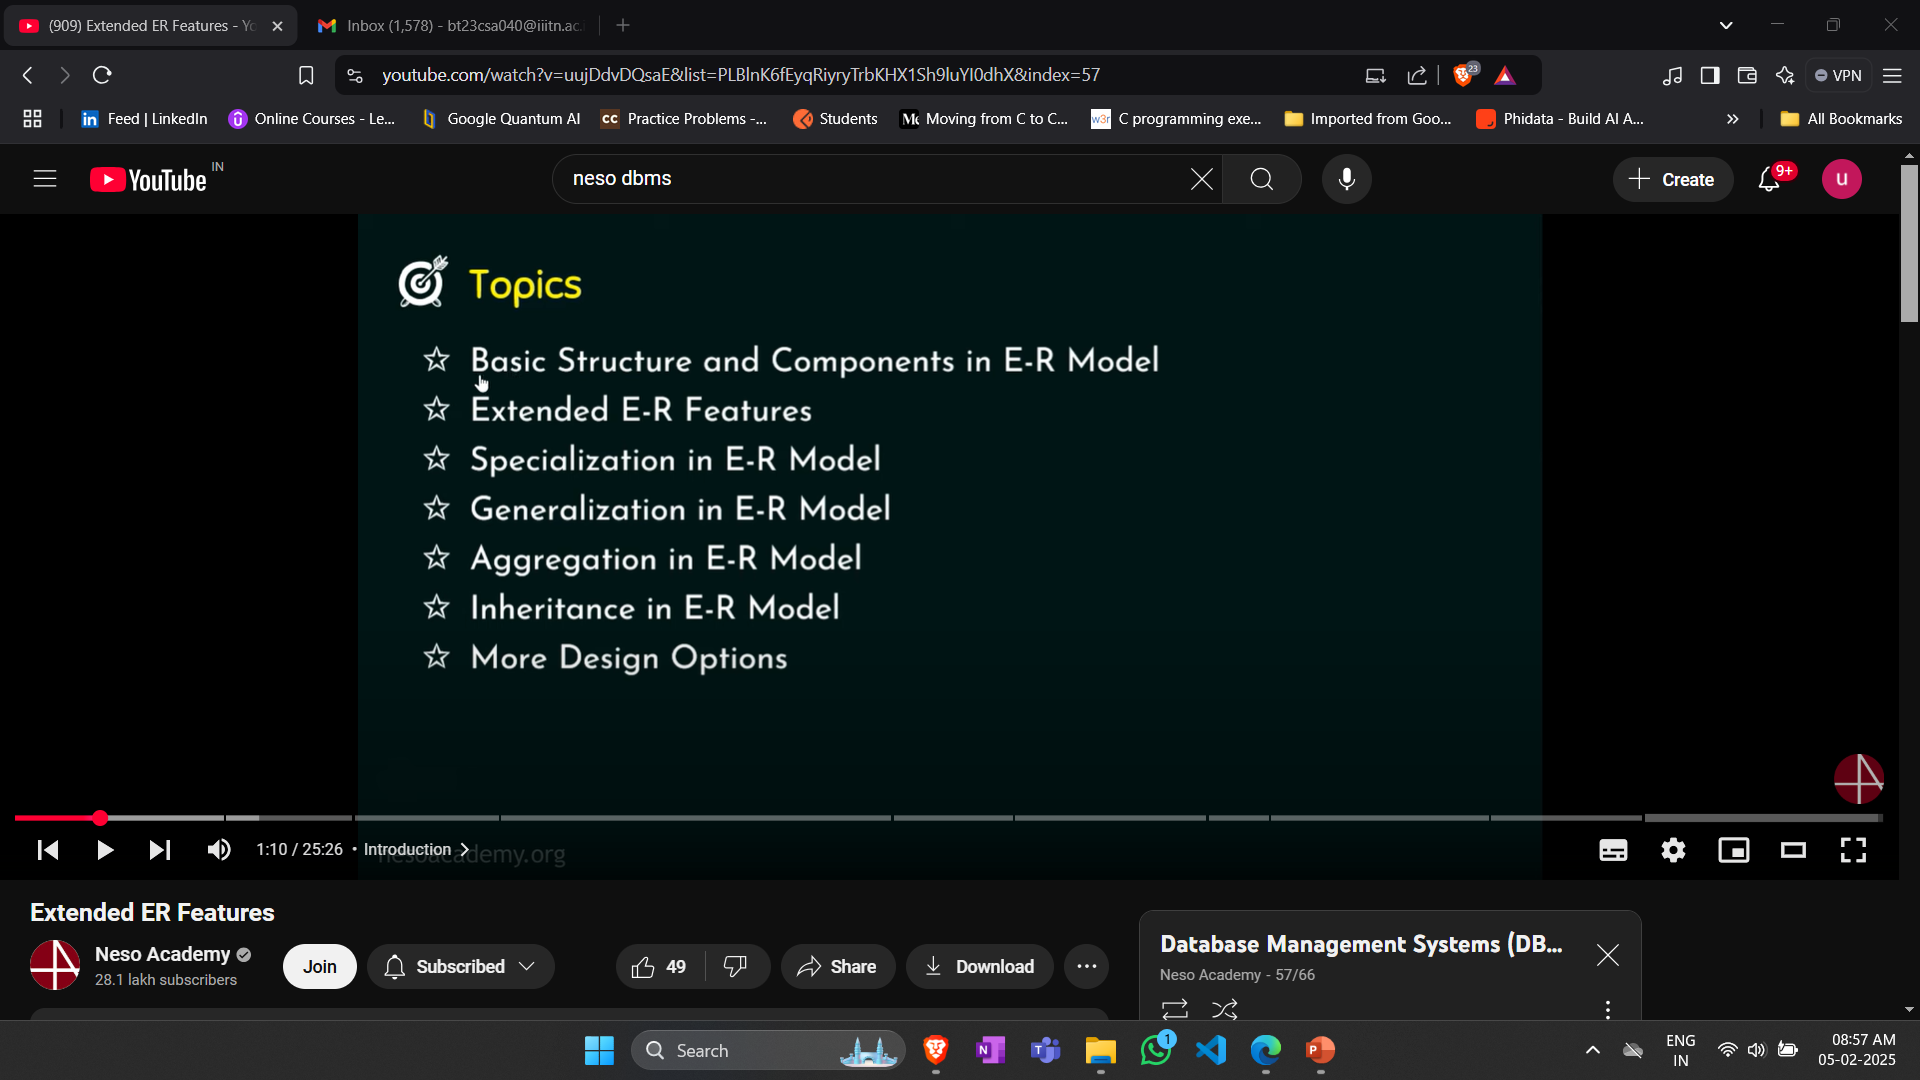 (909) Extended ER Features - Yo
Inbox (1,578) - bt23csa040@iiitn.ac.
youtube.com/watch?v=uujDdvDQsaE&list=PLBlnK6fEyqRiyryTrbKHX1Sh9luYI0dhX&index=57
23
VPN
Feed | LinkedIn
Online Courses - Le...
Google Quantum AI
CC Practice Problems -...
Students
Moving from C to C...
w3r C programming exe...
Imported from Goo...
Phidata - Build AI A...
All Bookmarks
YouTube IN
neso dbms
Create
9+
u
Topics
☆ Basic Structure and Components in E-R Model
☆ Extended E-R Features
☆ Specialization in E-R Model
☆ Generalization in E-R Model
☆ Aggregation in E-R Model
☆ Inheritance in E-R Model
☆ More Design Options
1:10 / 25:26 • Introduction
nesoacademy.org
Extended ER Features
Neso Academy
28.1 lakh subscribers
Join
Subscribed
49
Share
Download
Database Management Systems (DB...
Neso Academy - 57/66
Search
1
ENG
IN
08:57 AM
05-02-2025